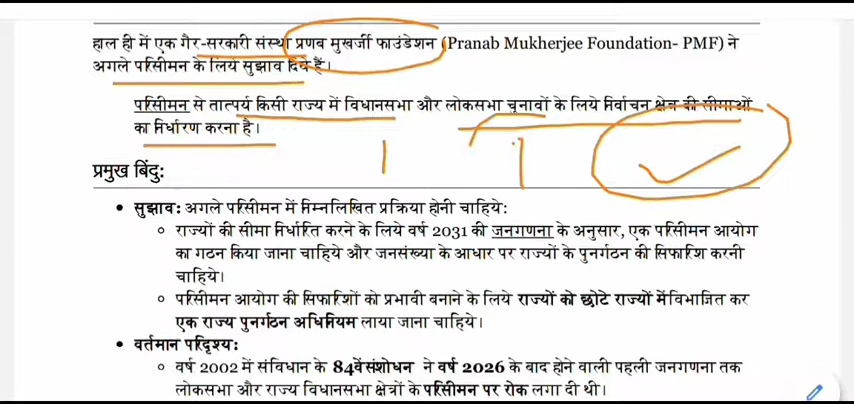 हाल ही में एक गैर-सरकारी संस्था प्रणब मुखर्जी फाउंडेशन (Pranab Mukherjee Foundation- PMF) ने
अगले परिसीमन के लिये सुझाव दिये हैं।
परिसीमन से तात्पर्य किसी राज्य में विधानसभा और लोकसभा चुनावों के लिये निर्वाचन क्षेत्र की सीमाओं
का निर्धारण करना है।
प्रमुख बिंदु:
• सुझाव: अगले परिसीमन में निम्नलिखित प्रक्रिया होनी चाहिये:
○ राज्यों की सीमा निर्धारित करने के लिये वर्ष 2031 की जनगणना के अनुसार, एक परिसीमन आयोग
का गठन किया जाना चाहिये और जनसंख्या के आधार पर राज्यों के पुनर्गठन की सिफारिश करनी
चाहिये।
○ परिसीमन आयोग की सिफारिशों को प्रभावी बनाने के लिये राज्यों को छोटे राज्यों में विभाजित कर
एक राज्य पुनर्गठन अधिनियम लाया जाना चाहिये।
• वर्तमान परिदृश्य:
○ वर्ष 2002 में संविधान के 84वें संशोधन ने वर्ष 2026 के बाद होने वाली पहली जनगणना तक
लोकसभा और राज्य विधानसभा क्षेत्रों के परिसीमन पर रोक लगा दी थी।